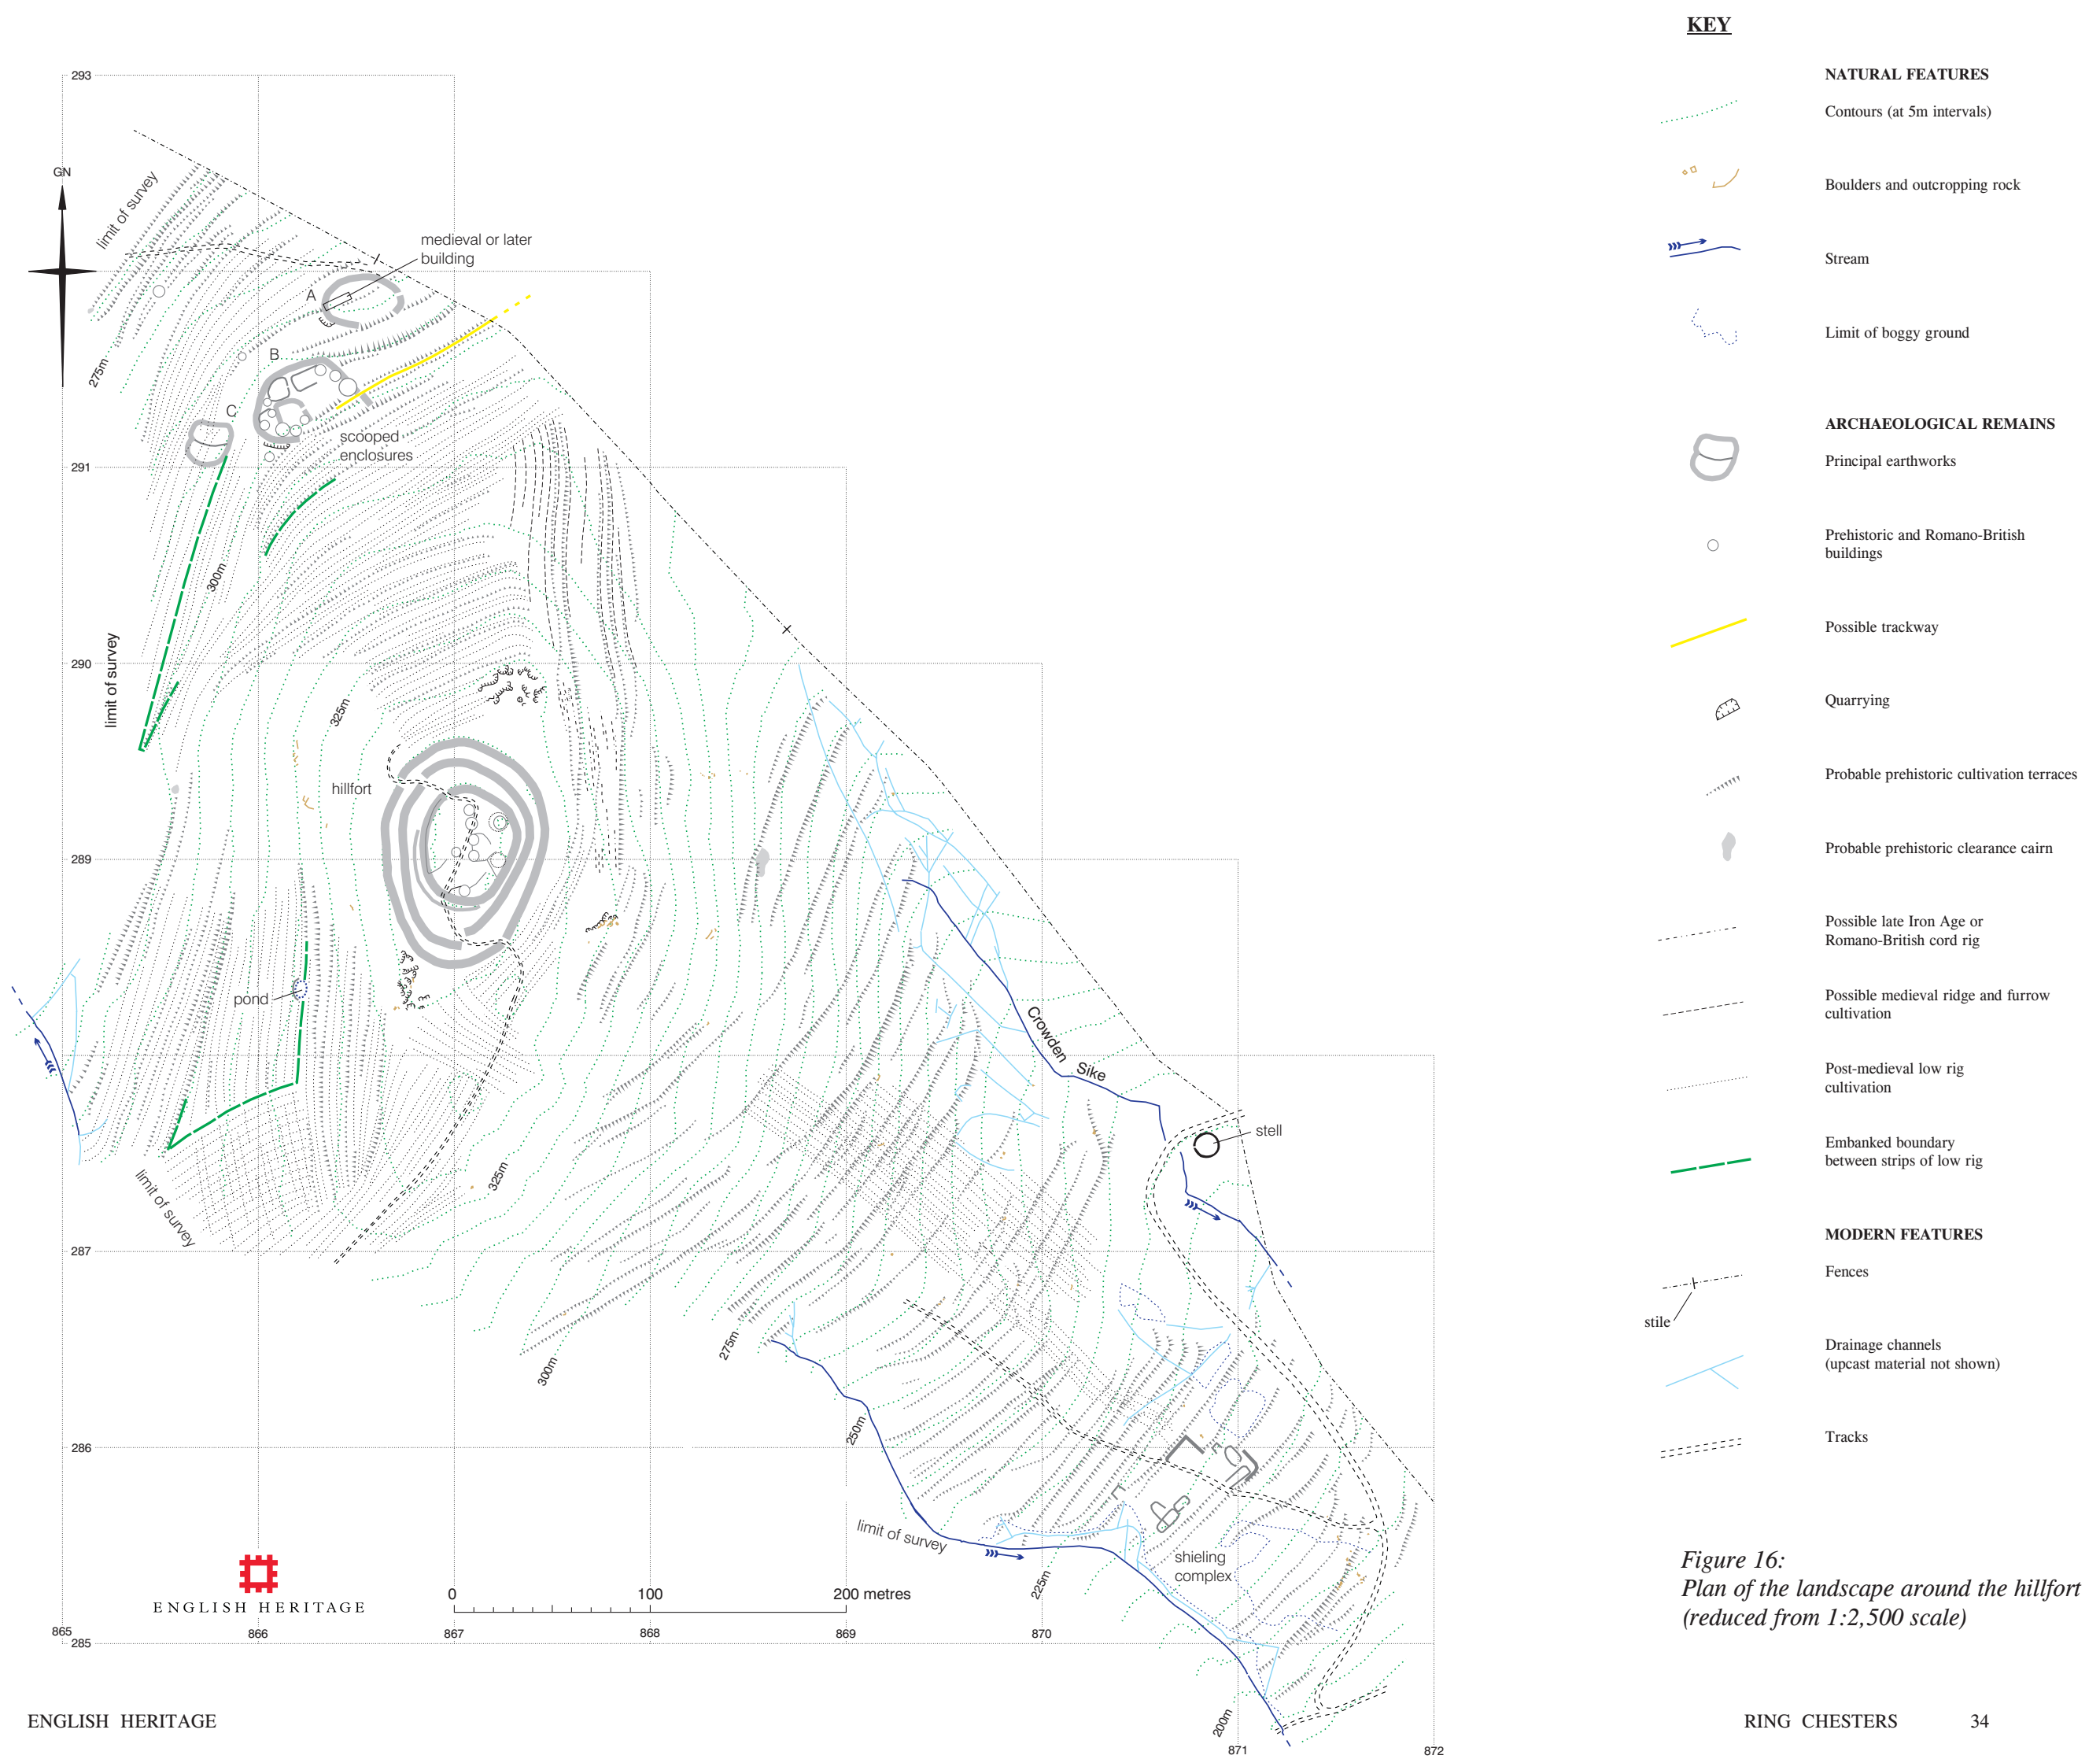 KEY
NATURAL FEATURES
Contours (at 5m intervals)
Boulders and outcropping rock
Stream
Limit of boggy ground
ARCHAEOLOGICAL REMAINS
Principal earthworks
Prehistoric and Romano-British
buildings
Possible trackway
Quarrying
Probable prehistoric cultivation terraces
Probable prehistoric clearance cairn
Possible late Iron Age or
Romano-British cord rig
Possible medieval ridge and furrow
cultivation
Post-medieval low rig
cultivation
Embanked boundary
between strips of low rig
MODERN FEATURES
Fences
stile
Drainage channels
(upcast material not shown)
Tracks
293
GN
limit of survey
medieval or later
building
A
275m
B
C
scooped
enclosures
291
300m
limit of survey
290
325m
hillfort
289
pond
Crowden
Sike
stell
limit of survey
325m
287
275m
300m
250m
286
limit of survey
shieling
complex
225m
ENGLISH HERITAGE
0
100
200 metres
865
866
867
868
869
870
285
200m
871
872
Figure 16:
Plan of the landscape around the hillfort
(reduced from 1:2,500 scale)
ENGLISH HERITAGE
RING CHESTERS
34